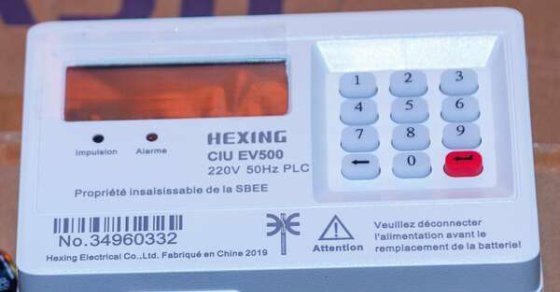 1 2 3
4 5 6
7 8 9
← 0 ↵
Impulsion Alarme
HEXING
CIU EV500
220V 50Hz PLC
Propriété insaisissable de la SBEE
No.34960332
Hexing Electrical Co.,Ltd. Fabriqué en Chine 2019
Attention
Veuillez déconnecter
l'alimentation avant le
remplacement de la batterie!